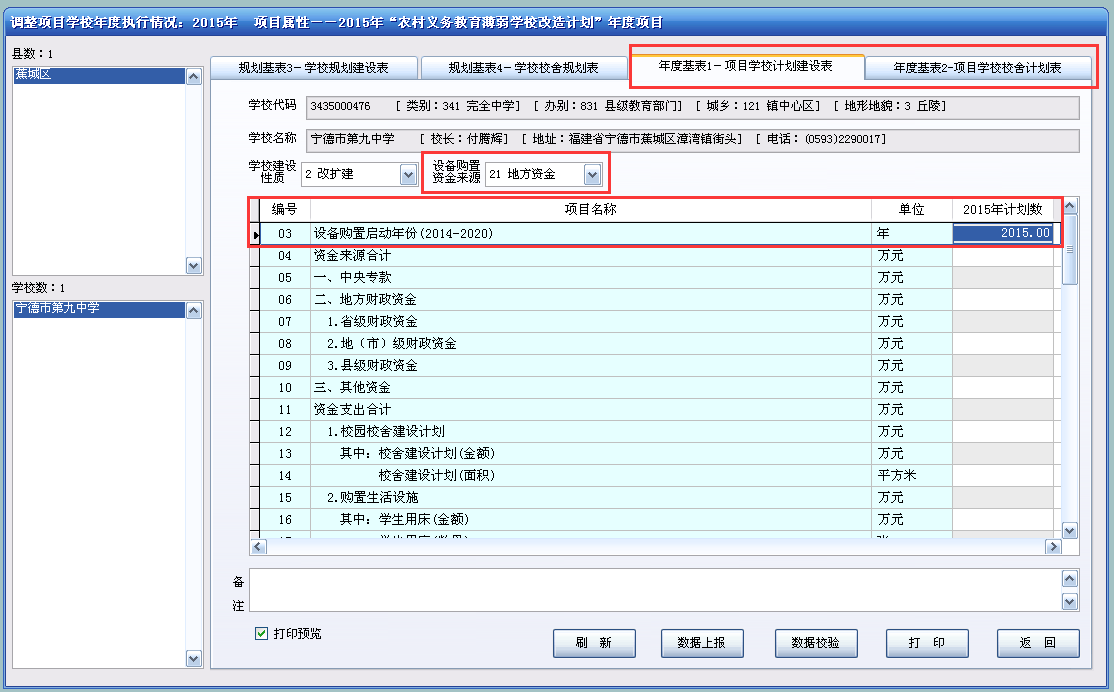 调整项目学校年度执行情况: 2015年 项目属性——2015年“农村义务教育薄弱学校改造计划”年度项目
县数：1
蕉城区
学校数：1
宁德市第九中学
规划基表3－学校规划建设表 规划基表4－学校校舍规划表 年度基表1－项目学校计划建设表 年度基表2-项目学校校舍计划表
学校代码 3435000476 [ 类别：341 完全中学] [ 办别：831 县级教育部门] [ 城乡：121 镇中心区] [ 地形地貌：3 丘陵]
学校名称 宁德市第九中学 [ 校长：付腾辉] [ 地址：福建省宁德市蕉城区漳湾镇街头] [ 电话：(0593)2290017]
学校建设性质 2 改扩建 设备购置资金来源 21 地方资金
编号 项目名称 单位 2015年计划数
03 设备购置启动年份(2014-2020) 年 2015.00
04 资金来源合计 万元
05 一、中央专款 万元
06 二、地方财政资金 万元
07 1.省级财政资金 万元
08 2.地（市）级财政资金 万元
09 3.县级财政资金 万元
10 三、其他资金 万元
11 资金支出合计 万元
12 1.校园校舍建设计划 万元
13 其中: 校舍建设计划(金额) 万元
14 校舍建设计划(面积) 平方米
15 2.购置生活设施 万元
16 其中: 学生用床(金额) 万元
备注
打印预览
刷 新 数据上报 数据校验 打 印 返 回